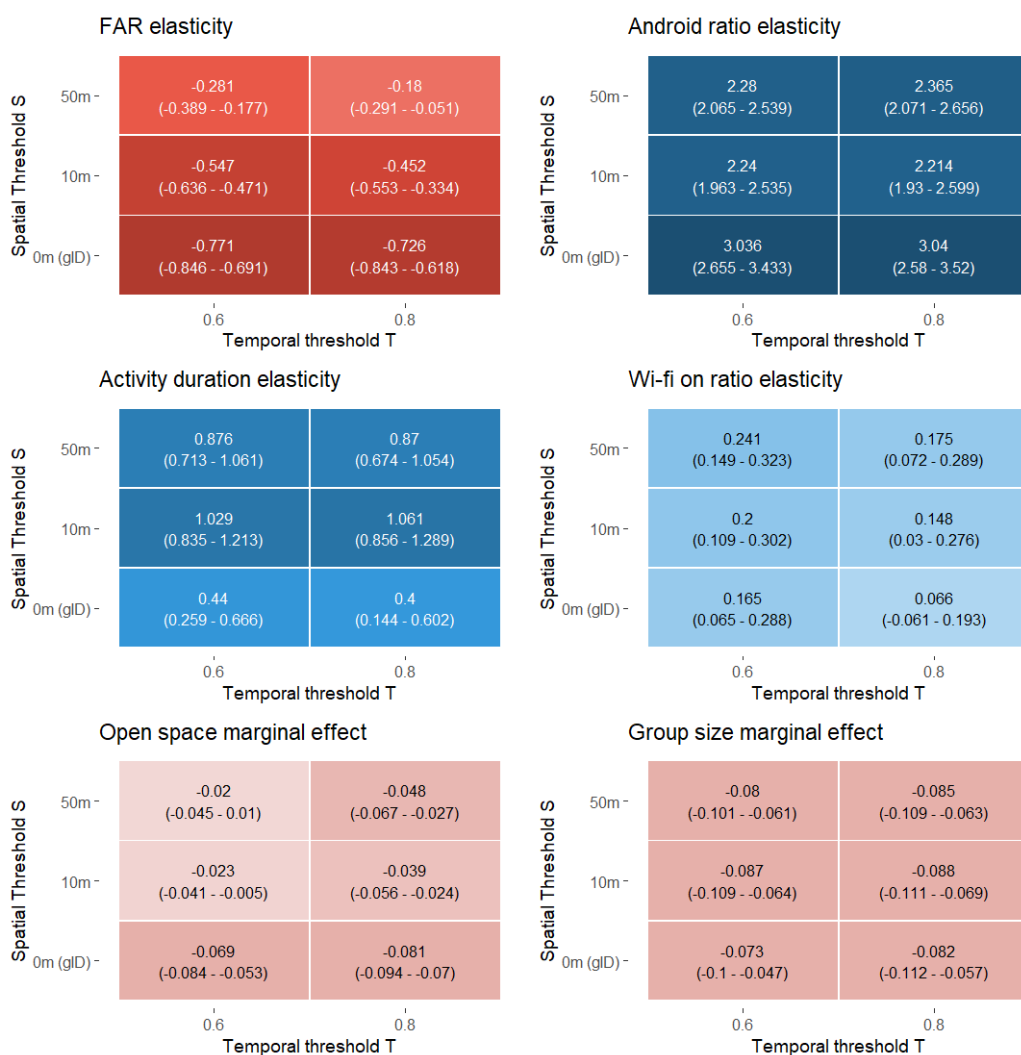 FAR elasticity
Spatial Threshold S
50m
10m
0m (gID)
-0.281
(-0.389 - -0.177)
-0.18
(-0.291 - -0.051)
-0.547
(-0.636 - -0.471)
-0.452
(-0.553 - -0.334)
-0.771
(-0.846 - -0.691)
-0.726
(-0.843 - -0.618)
0.6
0.8
Temporal threshold T
Android ratio elasticity
Spatial Threshold S
50m
10m
0m (gID)
2.28
(2.065 - 2.539)
2.365
(2.071 - 2.656)
2.24
(1.963 - 2.535)
2.214
(1.93 - 2.599)
3.036
(2.655 - 3.433)
3.04
(2.58 - 3.52)
0.6
0.8
Temporal threshold T
Activity duration elasticity
Spatial Threshold S
50m
10m
0m (gID)
0.876
(0.713 - 1.061)
0.87
(0.674 - 1.054)
1.029
(0.835 - 1.213)
1.061
(0.856 - 1.289)
0.44
(0.259 - 0.666)
0.4
(0.144 - 0.602)
0.6
0.8
Temporal threshold T
Wi-fi on ratio elasticity
Spatial Threshold S
50m
10m
0m (gID)
0.241
(0.149 - 0.323)
0.175
(0.072 - 0.289)
0.2
(0.109 - 0.302)
0.148
(0.03 - 0.276)
0.165
(0.065 - 0.288)
0.066
(-0.061 - 0.193)
0.6
0.8
Temporal threshold T
Open space marginal effect
Spatial Threshold S
50m
10m
0m (gID)
-0.02
(-0.045 - 0.01)
-0.048
(-0.067 - -0.027)
-0.023
(-0.041 - -0.005)
-0.039
(-0.056 - -0.024)
-0.069
(-0.084 - -0.053)
-0.081
(-0.094 - -0.07)
0.6
0.8
Temporal threshold T
Group size marginal effect
Spatial Threshold S
50m
10m
0m (gID)
-0.08
(-0.101 - -0.061)
-0.085
(-0.109 - -0.063)
-0.087
(-0.109 - -0.064)
-0.088
(-0.111 - -0.069)
-0.073
(-0.1 - -0.047)
-0.082
(-0.112 - -0.057)
0.6
0.8
Temporal threshold T